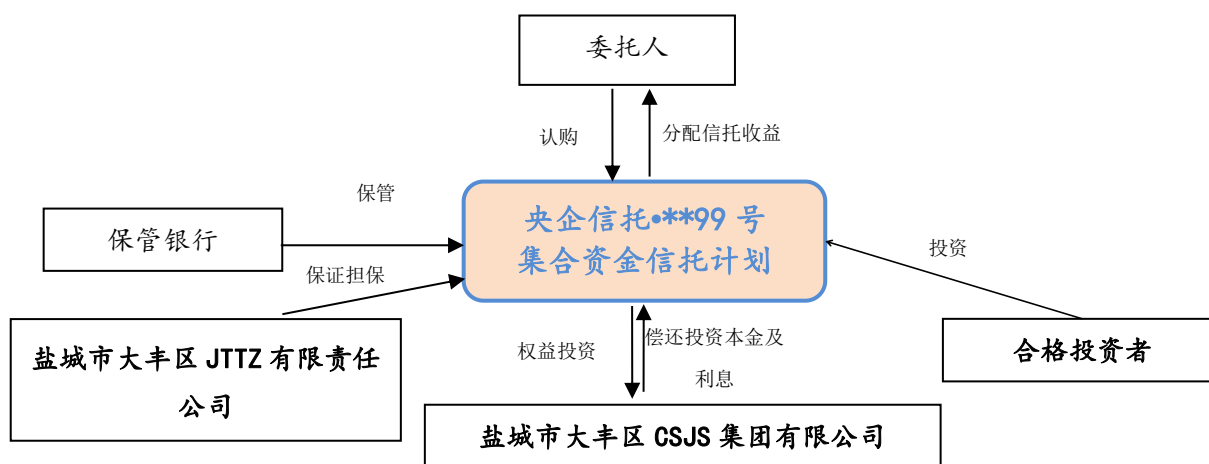 委托人
认购
分配信托收益
保管
央企信托•**99 号
集合资金信托计划
保管银行
投资
保证担保
盐城市大丰区 JTTZ 有限责任
公司
权益投资
偿还投资本金及
利息
合格投资者
盐城市大丰区 CSJS 集团有限公司